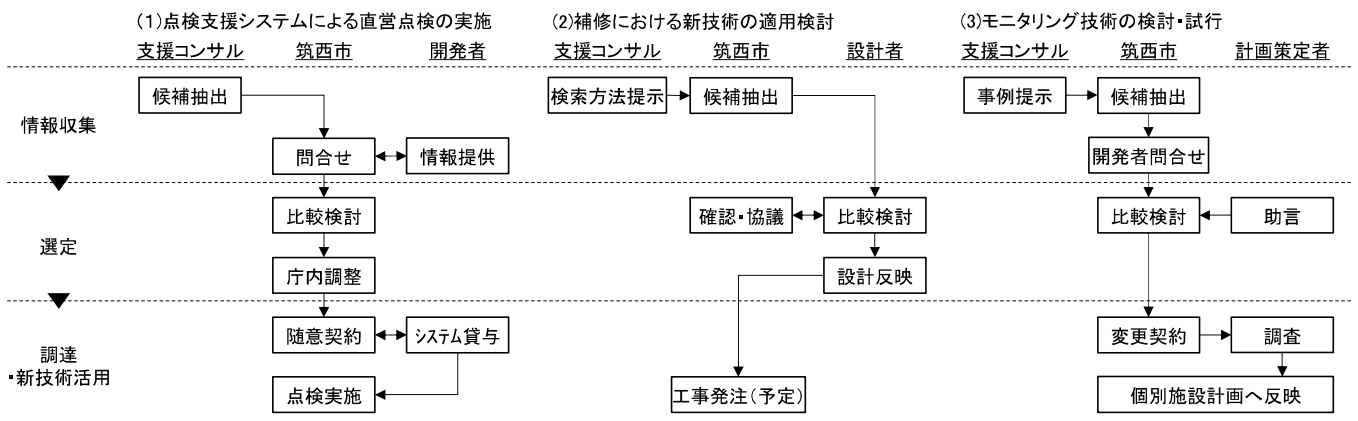 (1)点検支援システムによる直営点検の実施
(2)補修における新技術の適用検討
(3)モニタリング技術の検討・試行
支援コンサル 筑西市 開発者
支援コンサル 筑西市 設計者
支援コンサル 筑西市 計画策定者
情報収集
候補抽出
検索方法提示 候補抽出
事例提示 候補抽出
問合せ 情報提供
開発者問合せ
選定
比較検討
確認・協議 比較検討
比較検討 助言
庁内調整
設計反映
調達
・新技術活用
随意契約 システム貸与
変更契約 調査
点検実施
工事発注(予定)
個別施設計画へ反映